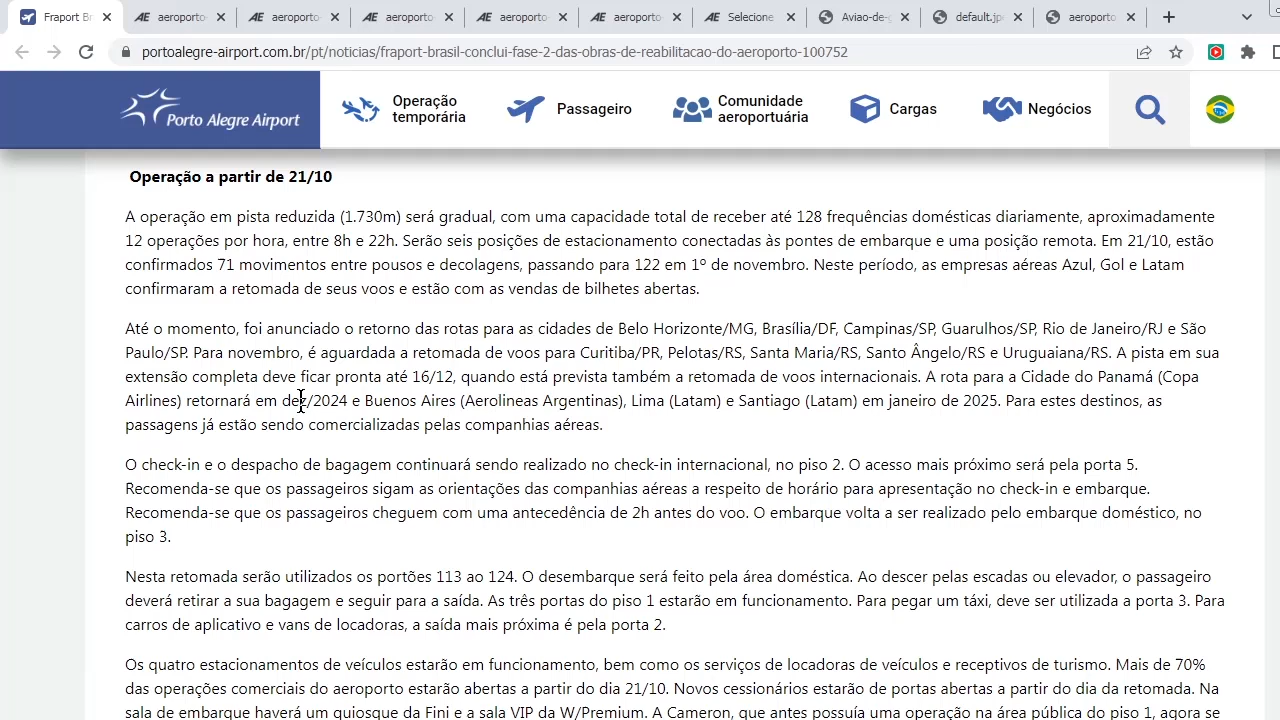 Fraport Br
aeroporto-
aeroporto-
aeroporto-
aeroporto-
aeroporto-
Selecione
Aviao-de-
default.jp
aeroporto
portoalegre-airport.com.br/pt/noticias/fraport-brasil-conclui-fase-2-das-obras-de-reabilitacao-do-aeroporto-100752
Porto Alegre Airport
Operação
temporária
Passageiro
Comunidade
aeroportuária
Cargas
Negócios
Operação a partir de 21/10
A operação em pista reduzida (1.730m) será gradual, com uma capacidade total de receber até 128 frequências domésticas diariamente, aproximadamente
12 operações por hora, entre 8h e 22h. Serão seis posições de estacionamento conectadas às pontes de embarque e uma posição remota. Em 21/10, estão
confirmados 71 movimentos entre pousos e decolagens, passando para 122 em 1º de novembro. Neste período, as empresas aéreas Azul, Gol e Latam
confirmaram a retomada de seus voos e estão com as vendas de bilhetes abertas.
Até o momento, foi anunciado o retorno das rotas para as cidades de Belo Horizonte/MG, Brasília/DF, Campinas/SP, Guarulhos/SP, Rio de Janeiro/RJ e São
Paulo/SP. Para novembro, é aguardada a retomada de voos para Curitiba/PR, Pelotas/RS, Santa Maria/RS, Santo Ângelo/RS e Uruguaiana/RS. A pista em sua
extensão completa deve ficar pronta até 16/12, quando está prevista também a retomada de voos internacionais. A rota para a Cidade do Panamá (Copa
Airlines) retornará em dez/2024 e Buenos Aires (Aerolineas Argentinas), Lima (Latam) e Santiago (Latam) em janeiro de 2025. Para estes destinos, as
passagens já estão sendo comercializadas pelas companhias aéreas.
O check-in e o despacho de bagagem continuará sendo realizado no check-in internacional, no piso 2. O acesso mais próximo será pela porta 5.
Recomenda-se que os passageiros sigam as orientações das companhias aéreas a respeito de horário para apresentação no check-in e embarque.
Recomenda-se que os passageiros cheguem com uma antecedência de 2h antes do voo. O embarque volta a ser realizado pelo embarque doméstico, no
piso 3.
Nesta retomada serão utilizados os portões 113 ao 124. O desembarque será feito pela área doméstica. Ao descer pelas escadas ou elevador, o passageiro
deverá retirar a sua bagagem e seguir para a saída. As três portas do piso 1 estarão em funcionamento. Para pegar um táxi, deve ser utilizada a porta 3. Para
carros de aplicativo e vans de locadoras, a saída mais próxima é pela porta 2.
Os quatro estacionamentos de veículos estarão em funcionamento, bem como os serviços de locadoras de veículos e receptivos de turismo. Mais de 70%
das operações comerciais do aeroporto estarão abertas a partir do dia 21/10. Novos cessionários estarão de portas abertas a partir do dia da retomada. Na
sala de embarque haverá um quiosque da Fini e a sala VIP da W/Premium. A Cameron, que antes possuía uma operação na área pública do piso 1, agora se